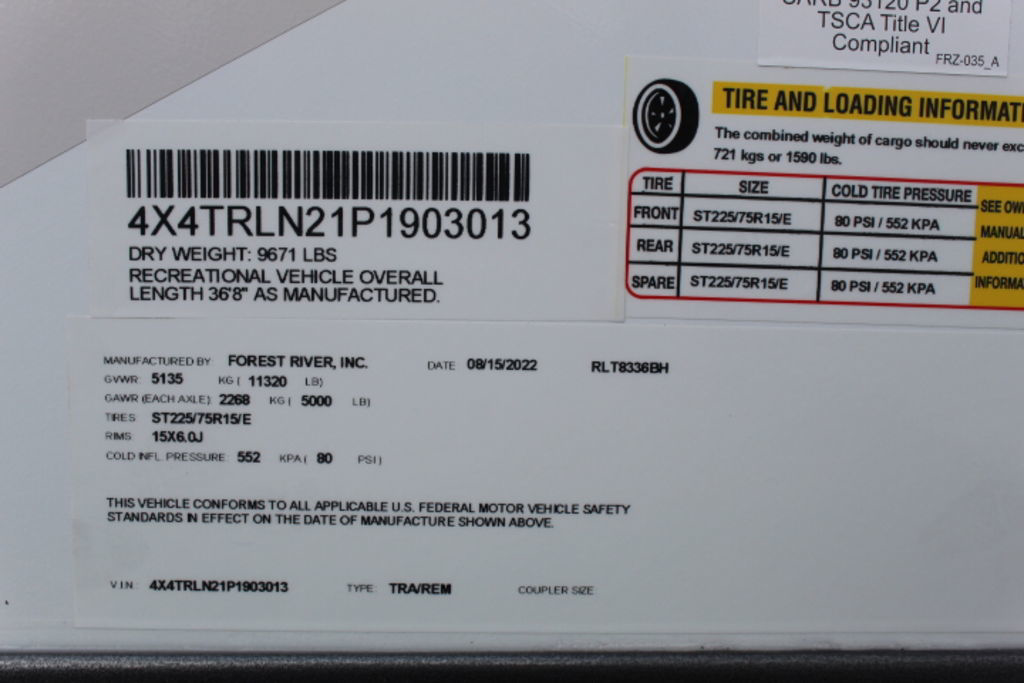 TSCA Title VI
Compliant
FRZ-035_A
TIRE AND LOADING
The combined weight of cargo should never
721 kgs or 1590 lbs.
TIRE SIZE COLD TIRE PRESSURE
FRONT ST225/75R15/E 80 PSI / 552 KPA
REAR ST225/75R15/E 80 PSI / 552 KPA
SPARE ST225/75R15/E 80 PSI / 552 KPA
SEE
4X4TRLN21P1903013
DRY WEIGHT: 9671 LBS
RECREATIONAL VEHICLE OVERALL
LENGTH 36'8" AS MANUFACTURED.
MANUFACTURED BY: FOREST RIVER, INC. DATE 08/15/2022 RLT8336BH
GVWR: 5135 KG ( 11320 LB)
GAWR (EACH AXLE): 2268 KG ( 5000 LB)
TIRES: ST225/75R15/E
RIMS: 15X6.0J
COLD INFL. PRESSURE: 552 KPA ( 80 PSI)
THIS VEHICLE CONFORMS TO ALL APPLICABLE U.S. FEDERAL MOTOR VEHICLE SAFETY
STANDARDS IN EFFECT ON THE DATE OF MANUFACTURE SHOWN ABOVE.
V.I.N.: 4X4TRLN21P1903013 TYPE: TRA/REM COUPLER SIZE: